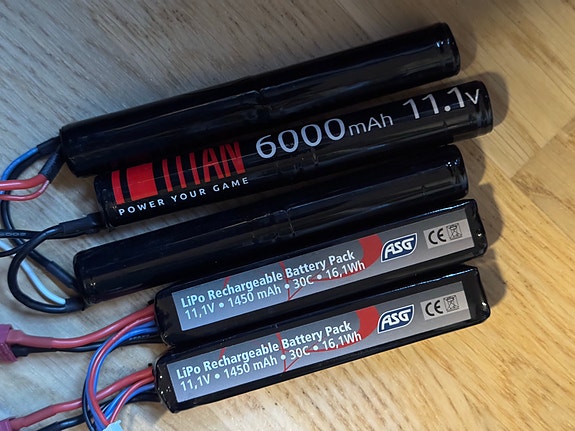 TITAN 6000mAh 11.1v
POWER YOUR GAME
LiPo Rechargeable Battery Pack
11,1V • 1450 mAh • 30C • 16,1Wh
ASG CE
LiPo Rechargeable Battery Pack
11,1V • 1450 mAh • 30C • 16,1Wh
ASG CE